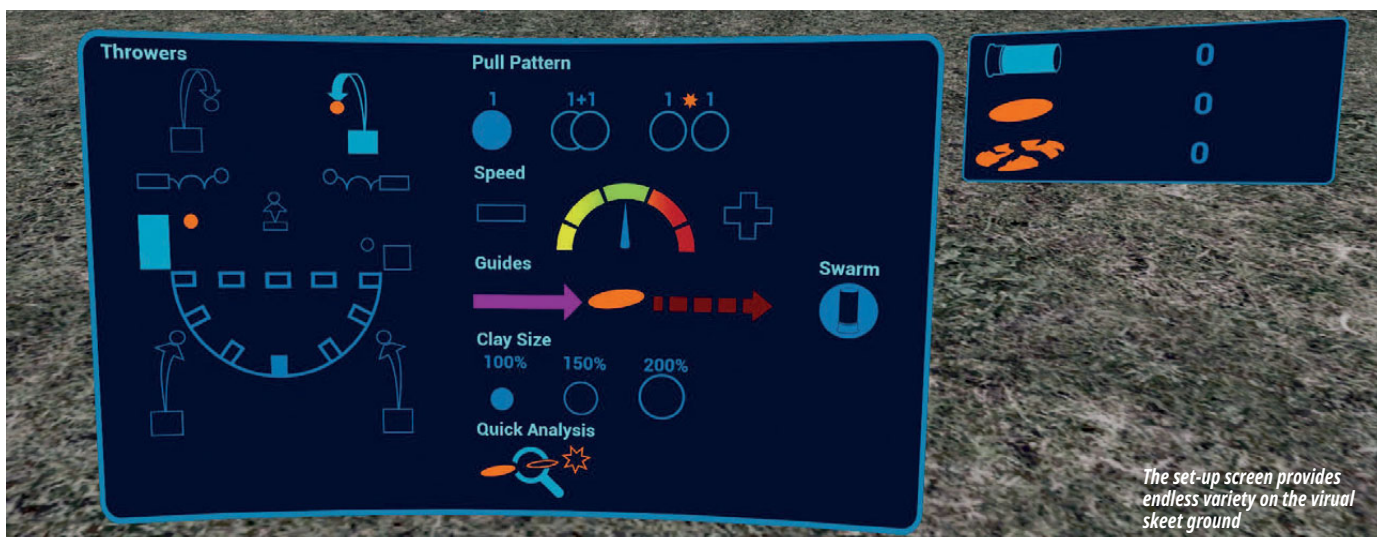 Throwers
Pull Pattern
1 1+1 1 1
Speed
Guides
Swarm
Clay Size
100% 150% 200%
Quick Analysis
0
0
0
The set-up screen provides
endless variety on the virual
skeet ground